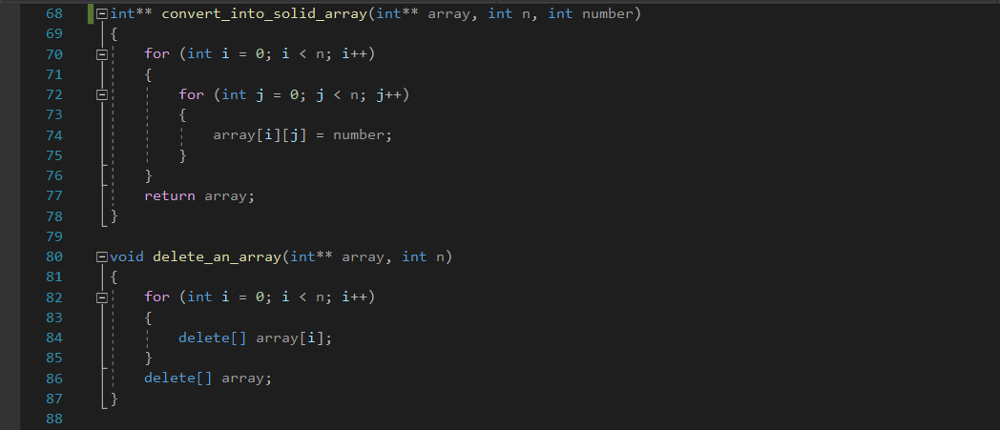 68 int** convert_into_solid_array(int** array, int n, int number)
69 {
70     for (int i = 0; i < n; i++)
71     {
72         for (int j = 0; j < n; j++)
73         {
74             array[i][j] = number;
75         }
76     }
77     return array;
78 }
79
80 void delete_an_array(int** array, int n)
81 {
82     for (int i = 0; i < n; i++)
83     {
84         delete[] array[i];
85     }
86     delete[] array;
87 }
88